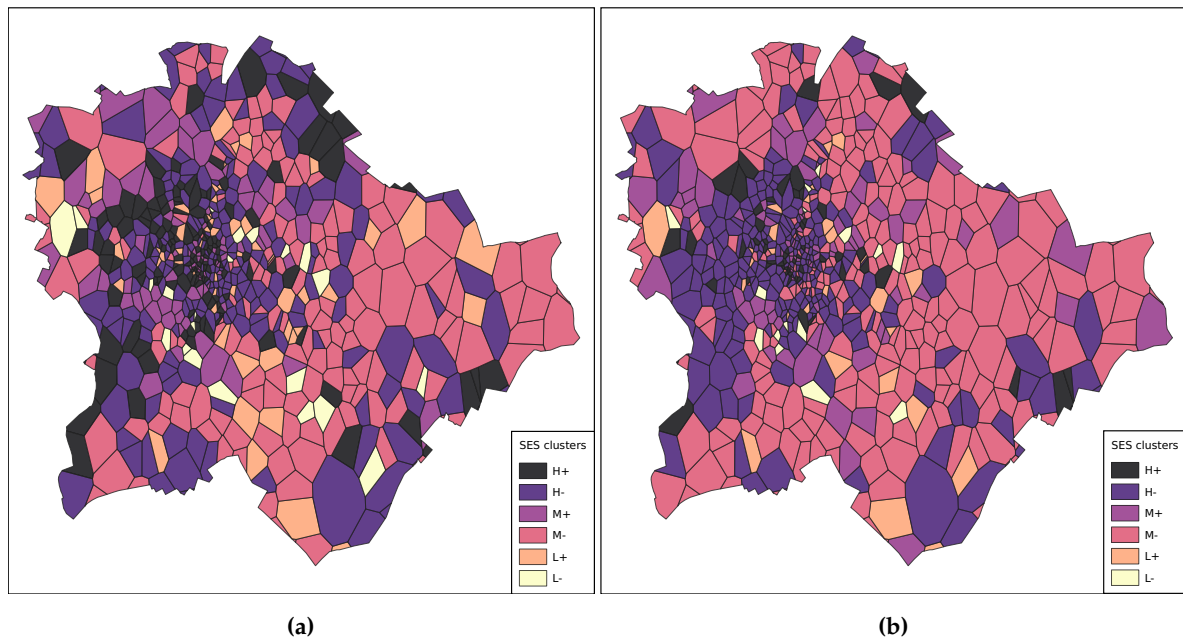 SES clusters
H+
H-
M+
M-
L+
L-
SES clusters
H+
H-
M+
M-
L+
L-
(a)
(b)